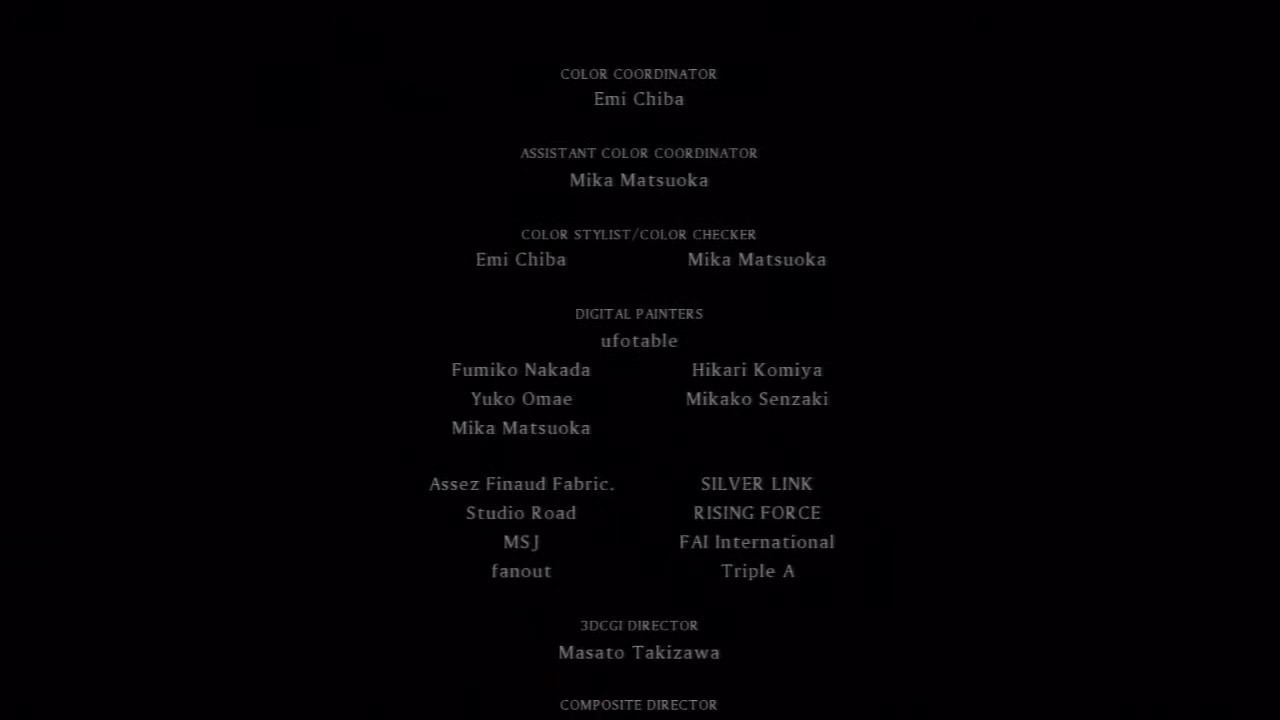 COLOR COORDINATOR
Emi Chiba
ASSISTANT COLOR COORDINATOR
Mika Matsuoka
COLOR STYLIST/COLOR CHECKER
Emi Chiba Mika Matsuoka
DIGITAL PAINTERS
ufotable
Fumiko Nakada Hikari Komiya
Yuko Omae Mikako Senzaki
Mika Matsuoka
Assez Finaud Fabric. SILVER LINK
Studio Road RISING FORCE
MSJ FAI International
fanout Triple A
3DCGI DIRECTOR
Masato Takizawa
COMPOSITE DIRECTOR